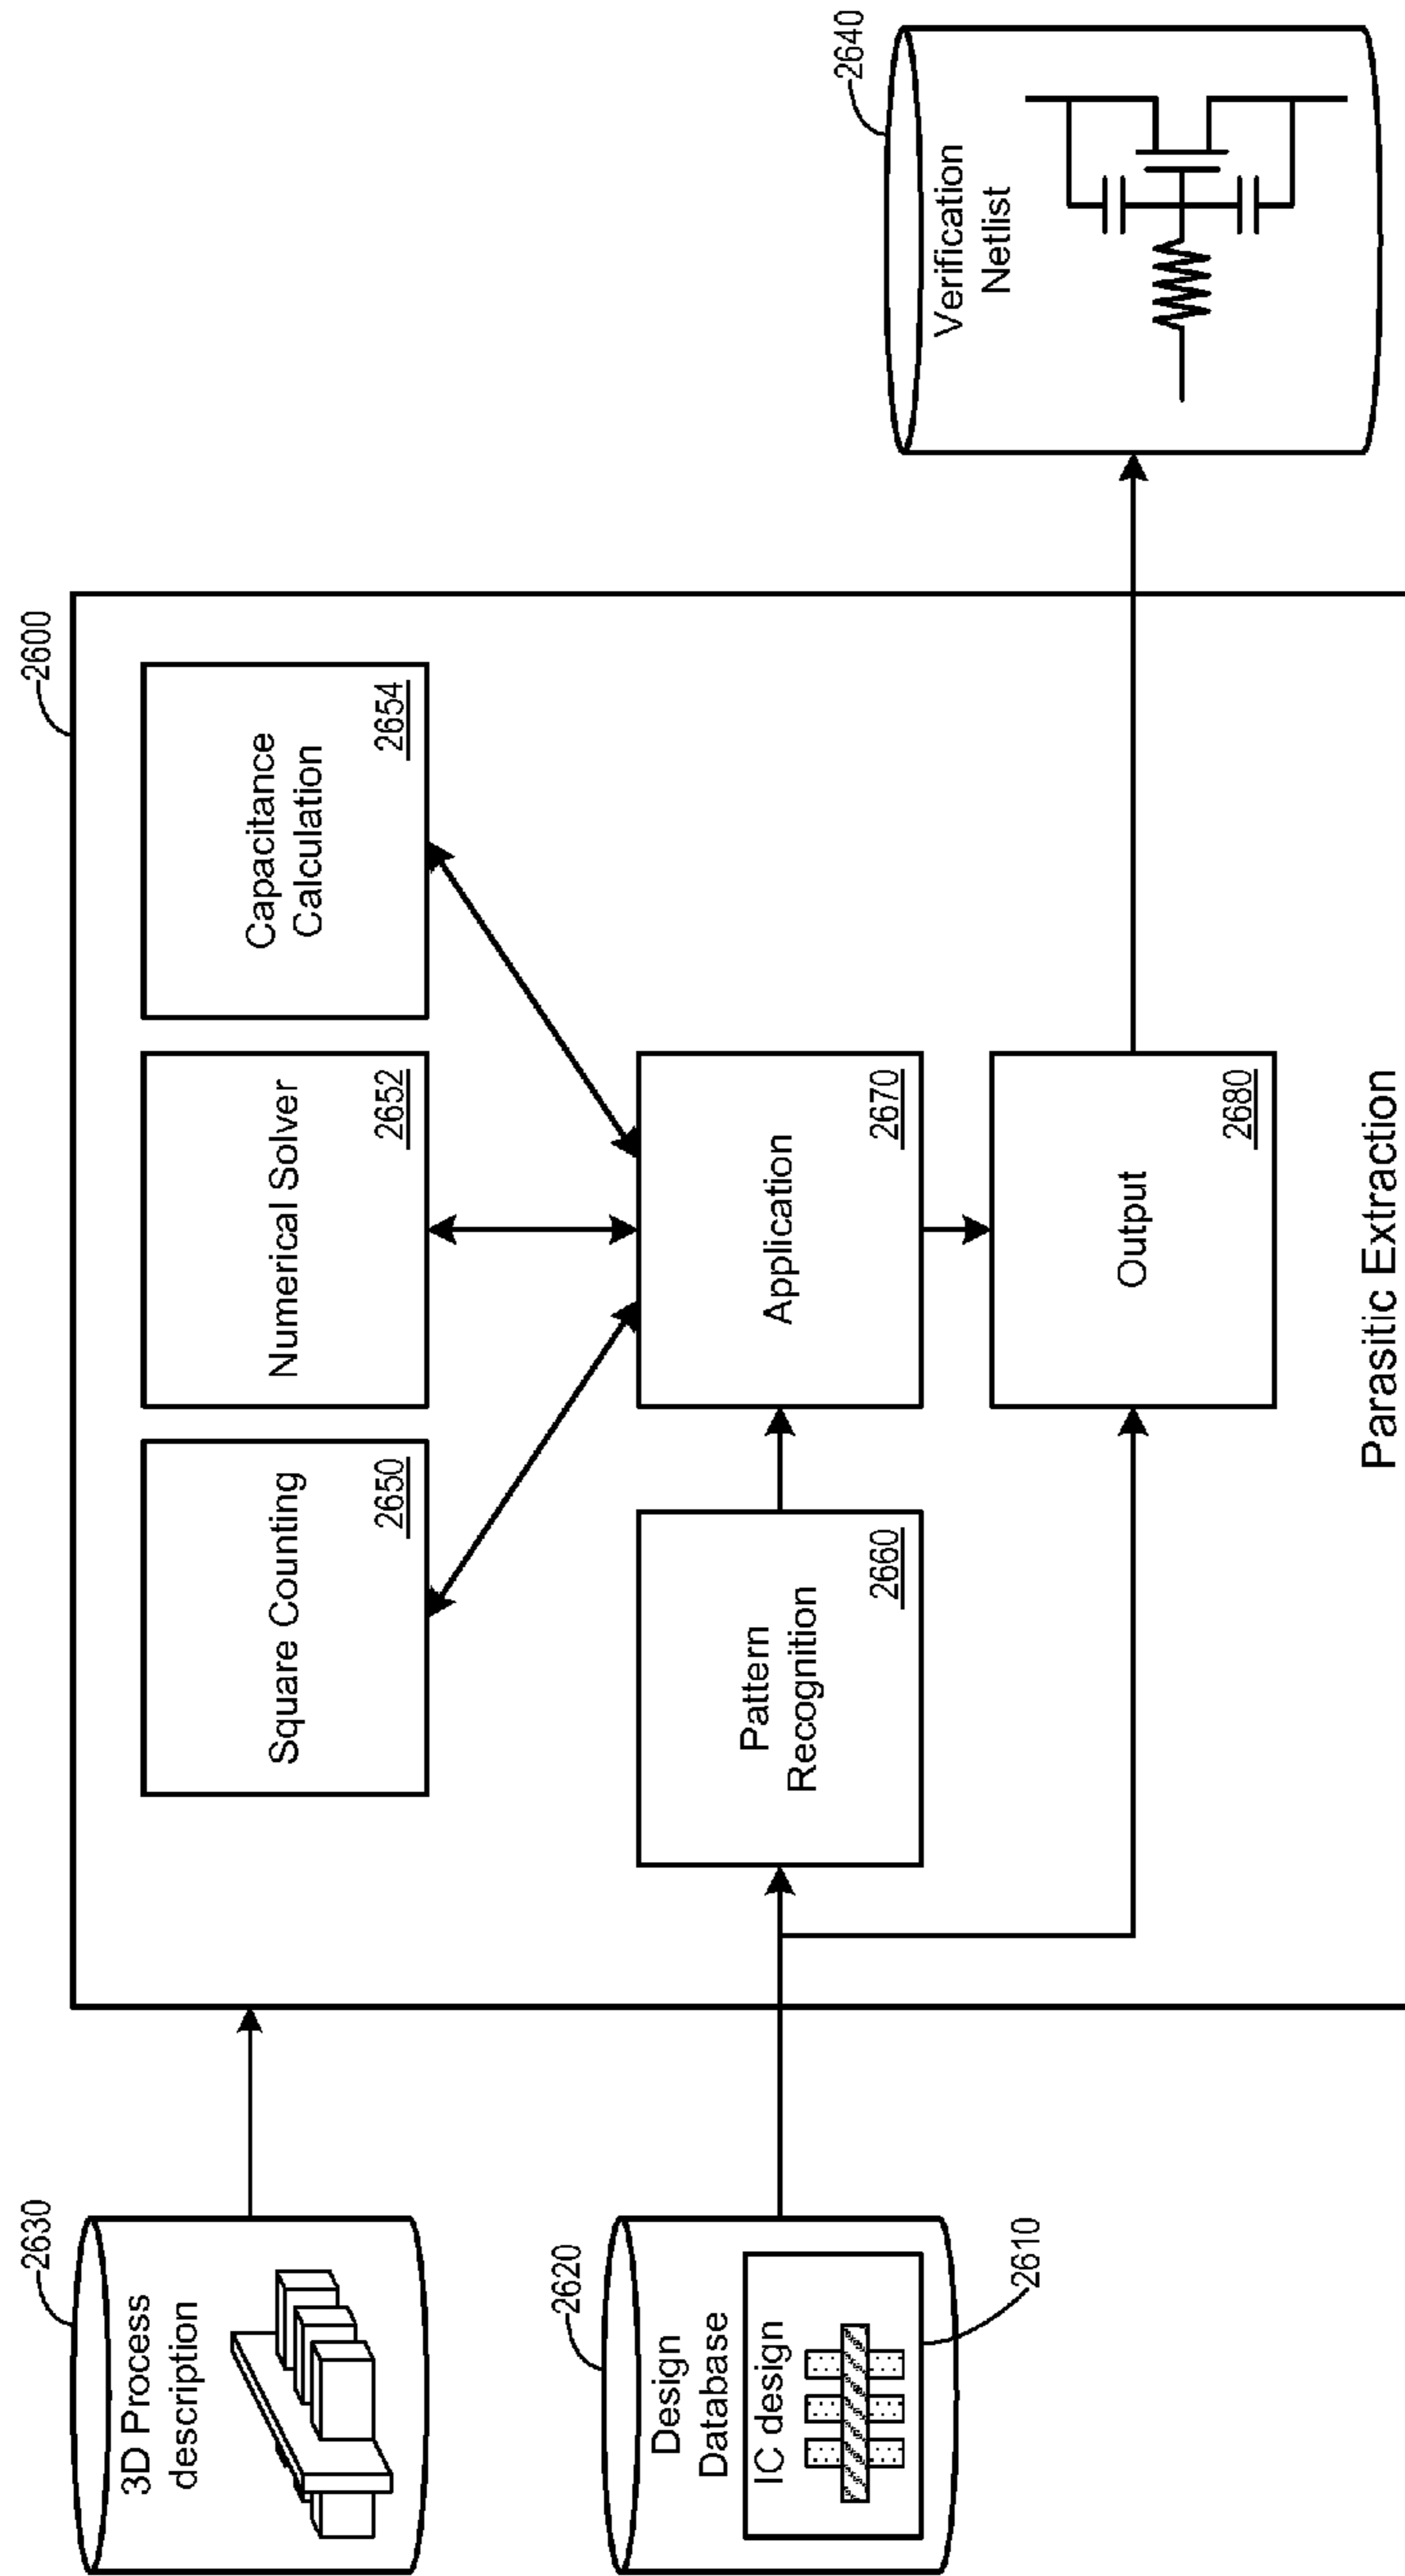 2630
3D Process
description
2620
Design
Database
IC design
2610
2600
Square Counting
2650
Numerical Solver
2652
Capacitance
Calculation
2654
Pattern
Recognition
2660
Application
2670
Output
2680
Parasitic Extraction
2640
Verification
Netlist